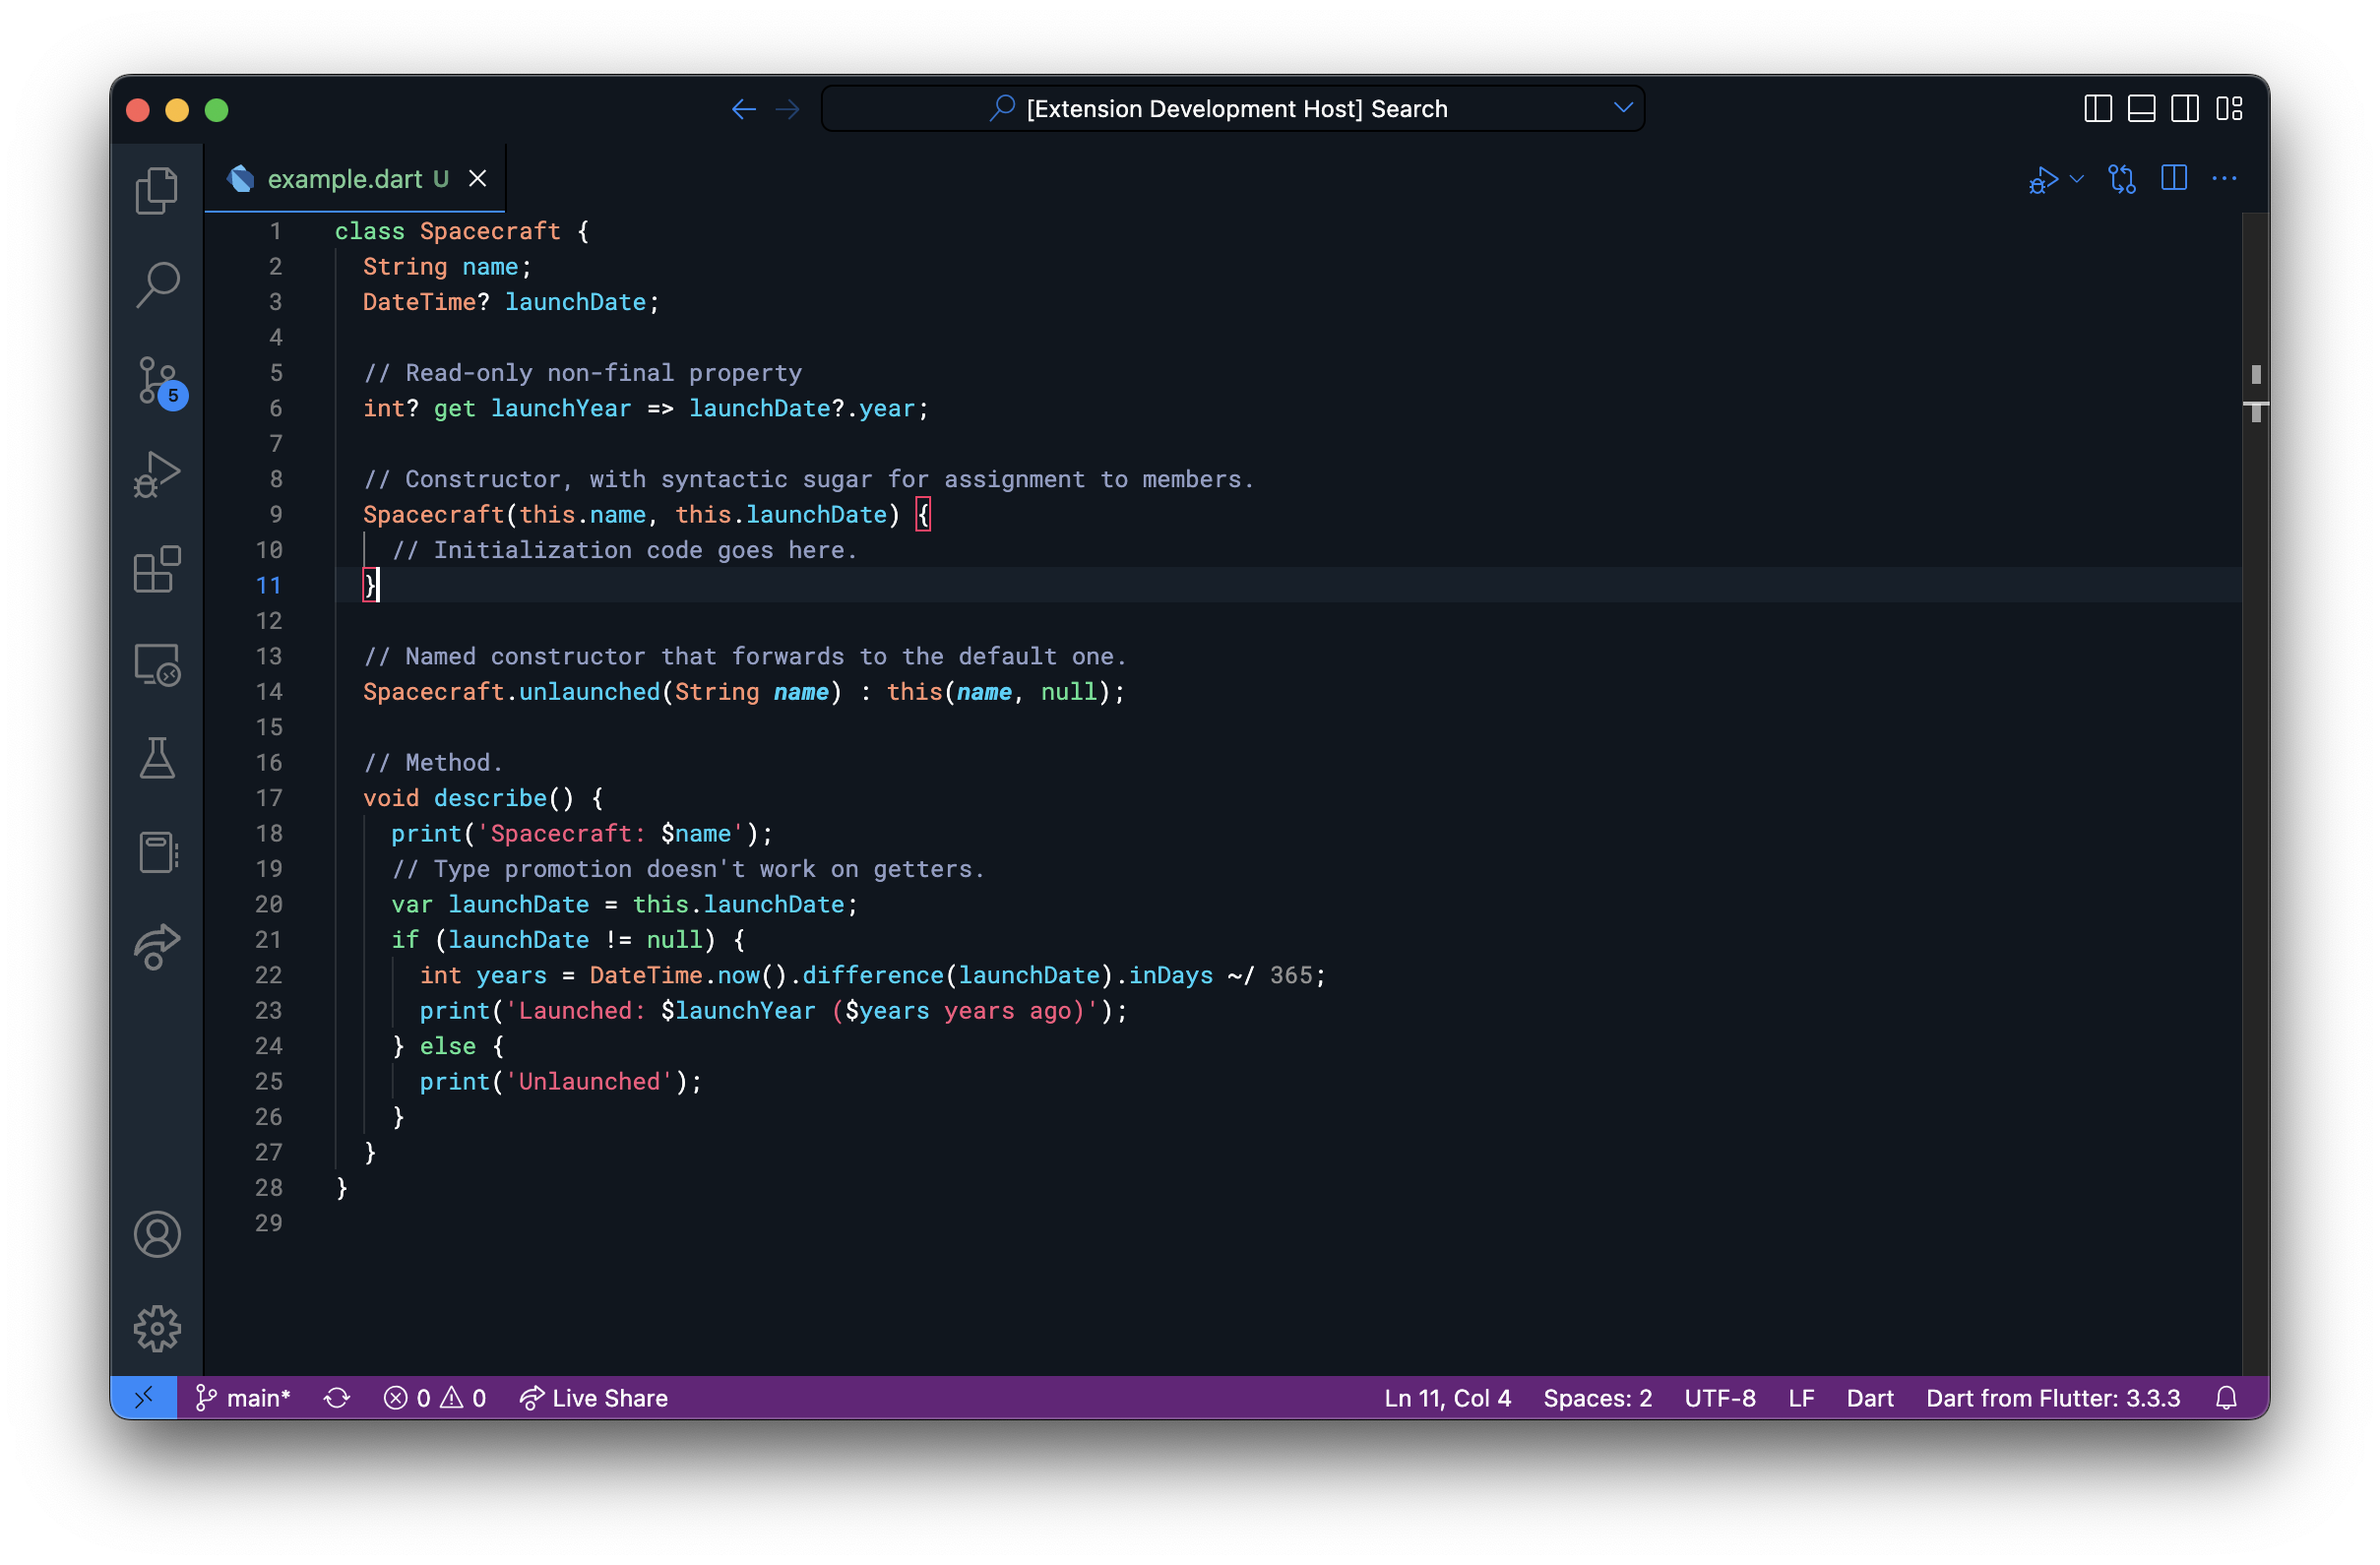 [Extension Development Host] Search
example.dart U
1 class Spacecraft {
2   String name;
3   DateTime? launchDate;
4
5   // Read-only non-final property
6   int? get launchYear => launchDate?.year;
7
8   // Constructor, with syntactic sugar for assignment to members.
9   Spacecraft(this.name, this.launchDate) {
10     // Initialization code goes here.
11   }
12
13   // Named constructor that forwards to the default one.
14   Spacecraft.unlaunched(String name) : this(name, null);
15
16   // Method.
17   void describe() {
18     print('Spacecraft: $name');
19     // Type promotion doesn't work on getters.
20     var launchDate = this.launchDate;
21     if (launchDate != null) {
22       int years = DateTime.now().difference(launchDate).inDays ~/ 365;
23       print('Launched: $launchYear ($years years ago)');
24     } else {
25       print('Unlaunched');
26     }
27   }
28 }
29
5
main* 0 0 Live Share Ln 11, Col 4 Spaces: 2 UTF-8 LF Dart Dart from Flutter: 3.3.3